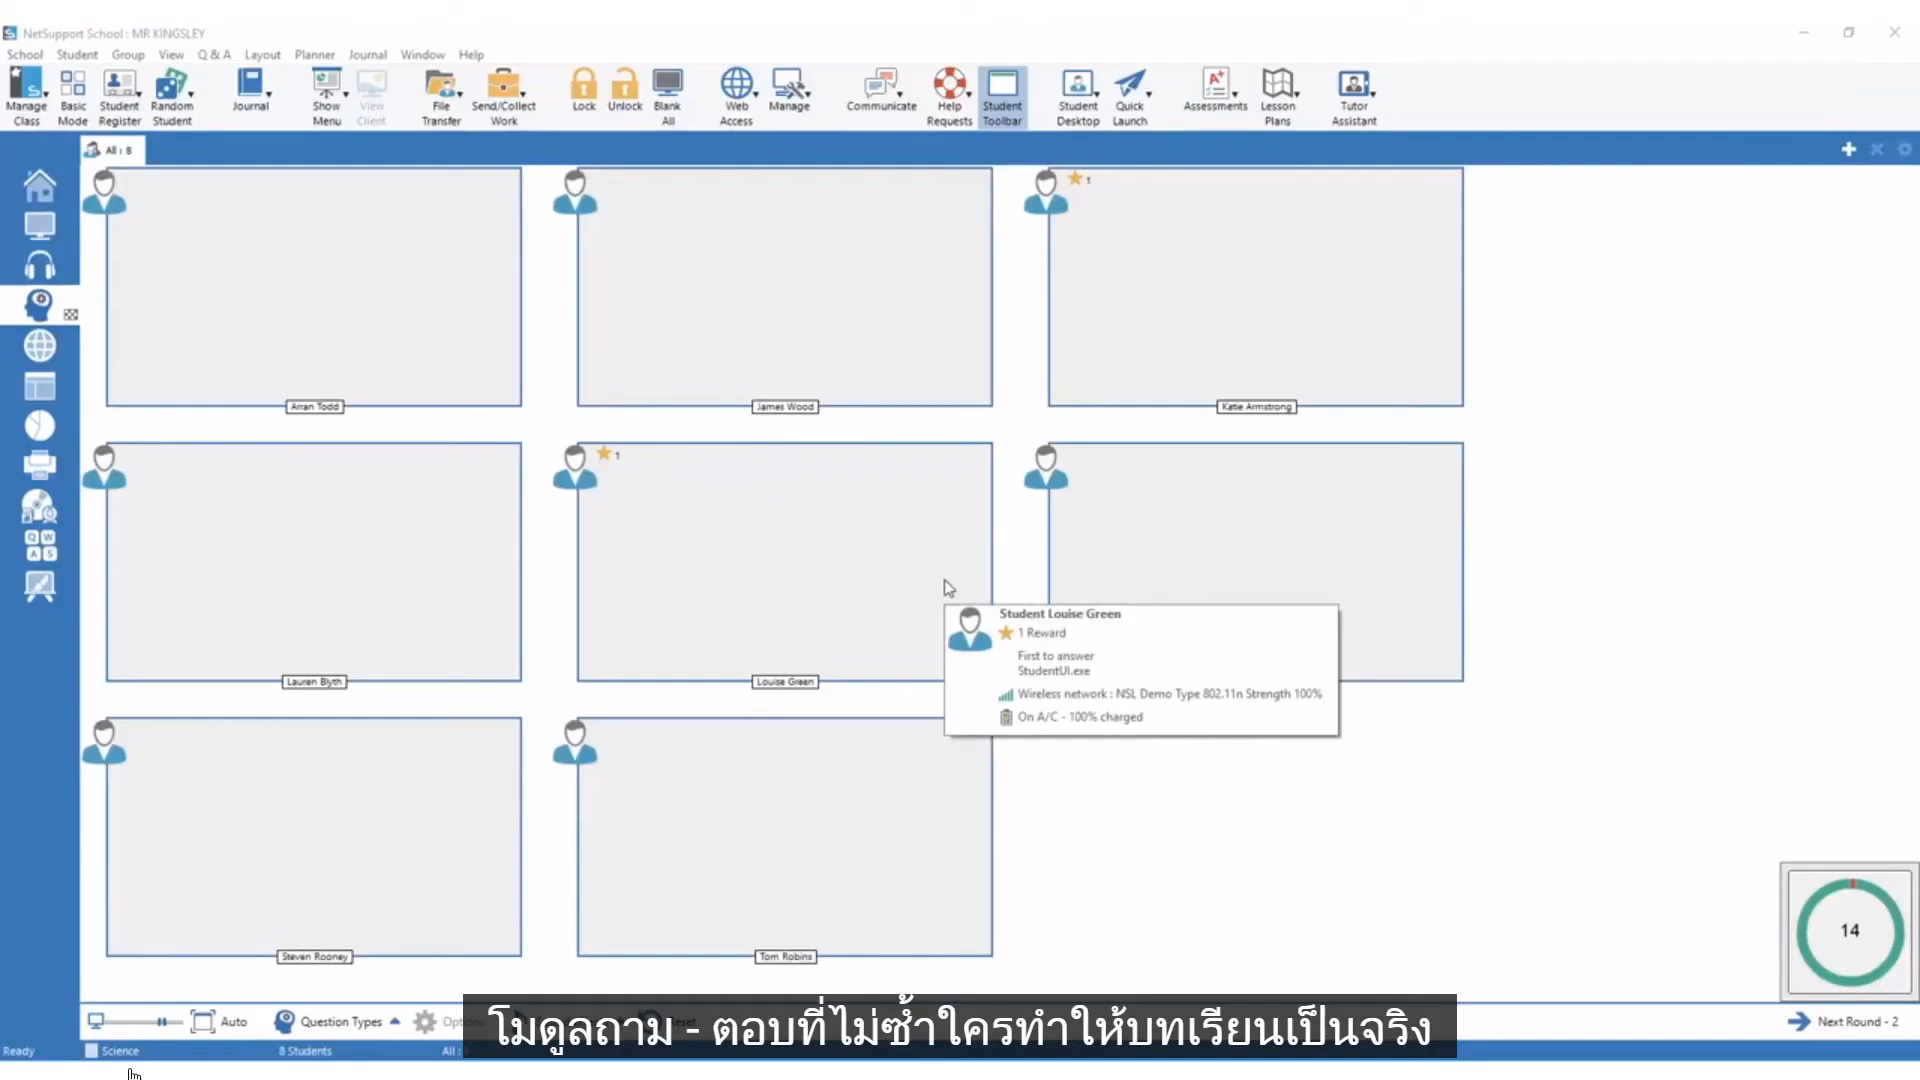 NetSupport School : MR KINGSLEY
School Student Group View Q & A Layout Planner Journal Window Help
Manage Class
Basic Mode
Student Register
Random Student
Journal
Show Menu
View Client
File Transfer
Send/Collect Work
Lock
Unlock
Blank All
Web Access
Manage
Communicate
Help Requests
Student Toolbar
Student Desktop
Quick Launch
Assessments
Lesson Plans
Tutor Assistant
All : 8
1
Arran Todd
James Wood
Katie Armstrong
1
Lauren Blyth
Louise Green
Student Louise Green
1 Reward
First to answer
StudentUI.exe
Wireless network : NSL Demo Type 802.11n Strength 100%
On A/C - 100% charged
Steven Rooney
Tom Robins
14
Auto
Question Types
Next Round - 2
โมดูลถาม - ตอบที่ไม่ซ้ำใครทำให้บทเรียนเป็นจริง
Ready
Science
8 Students
All :